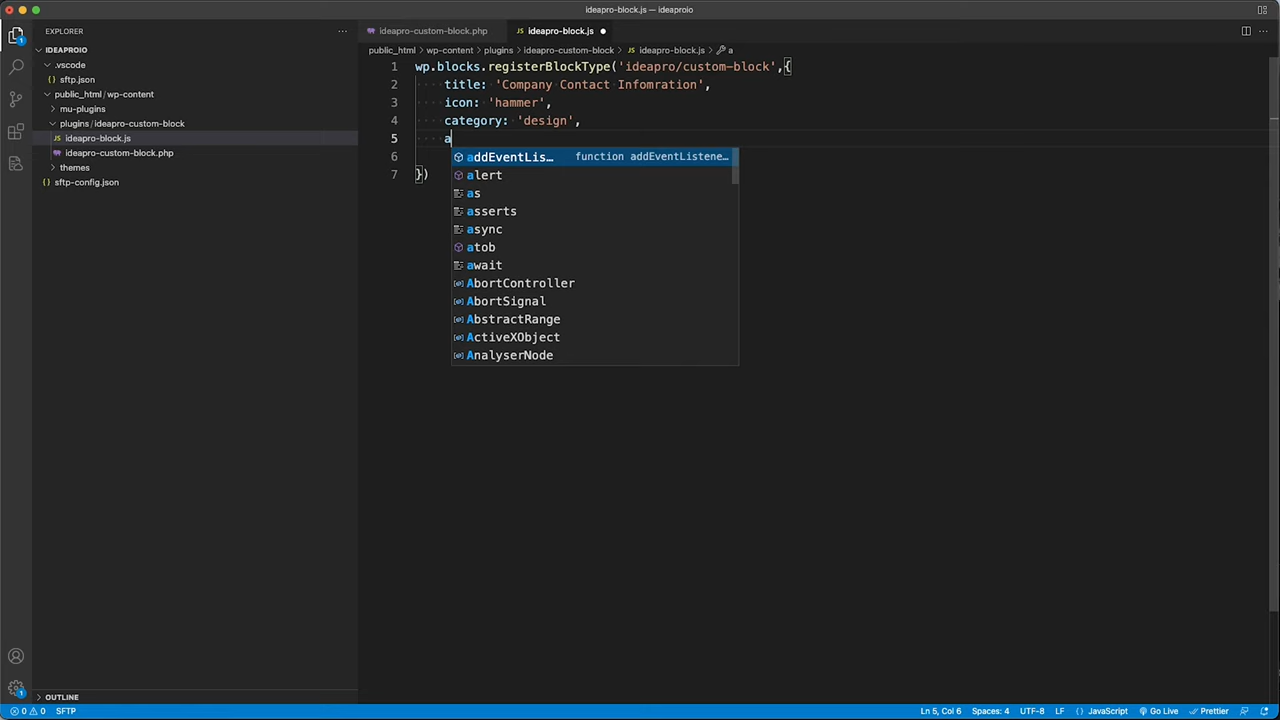 ideapro-block.js — ideaproio
EXPLORER
ideapro-custom-block.php
ideapro-block.js
IDEAPROIO
public_html > wp-content > plugins > ideapro-custom-block > ideapro-block.js > a
.vscode
sftp.json
public_html / wp-content
mu-plugins
plugins / ideapro-custom-block
ideapro-block.js
ideapro-custom-block.php
themes
sftp-config.json
1 wp.blocks.registerBlockType('ideapro/custom-block',{
2 title: 'Company Contact Infomration',
3 icon: 'hammer',
4 category: 'design',
5 a
6
7 })
addEventLis… function addEventListene…
alert
as
asserts
async
atob
await
AbortController
AbortSignal
AbstractRange
ActiveXObject
AnalyserNode
1
1
OUTLINE
0 0 SFTP Ln 5, Col 6 Spaces: 4 UTF-8 LF {} JavaScript Go Live Prettier